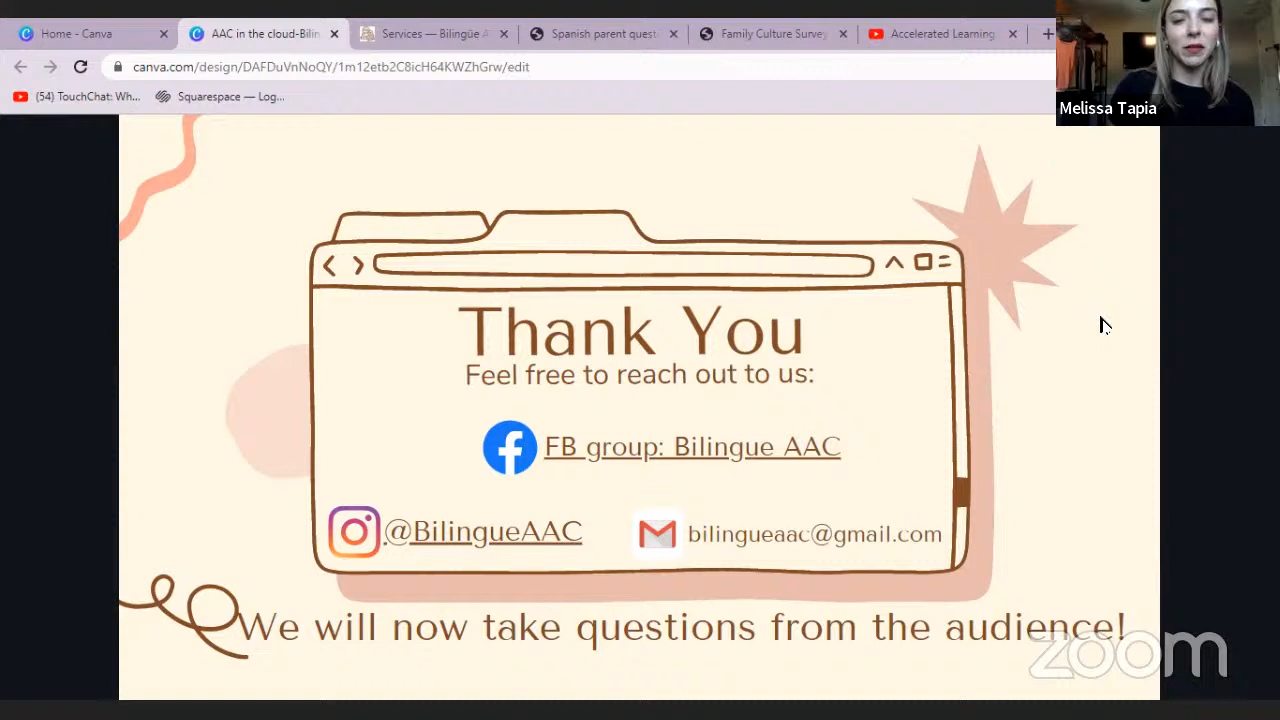 Home - Canva
AAC in the cloud-Bilin
Services — Bilingüe A
Spanish parent quest
Family Culture Survey
Accelerated Learning
canva.com/design/DAFDuVnNoQY/1m12etb2C8icH64KWZhGrw/edit
(54) TouchChat: Wh...
Squarespace — Log...
Melissa Tapia
Thank You
Feel free to reach out to us:
FB group: Bilingue AAC
@BilingueAAC
bilingueaac@gmail.com
We will now take questions from the audience!
zoom